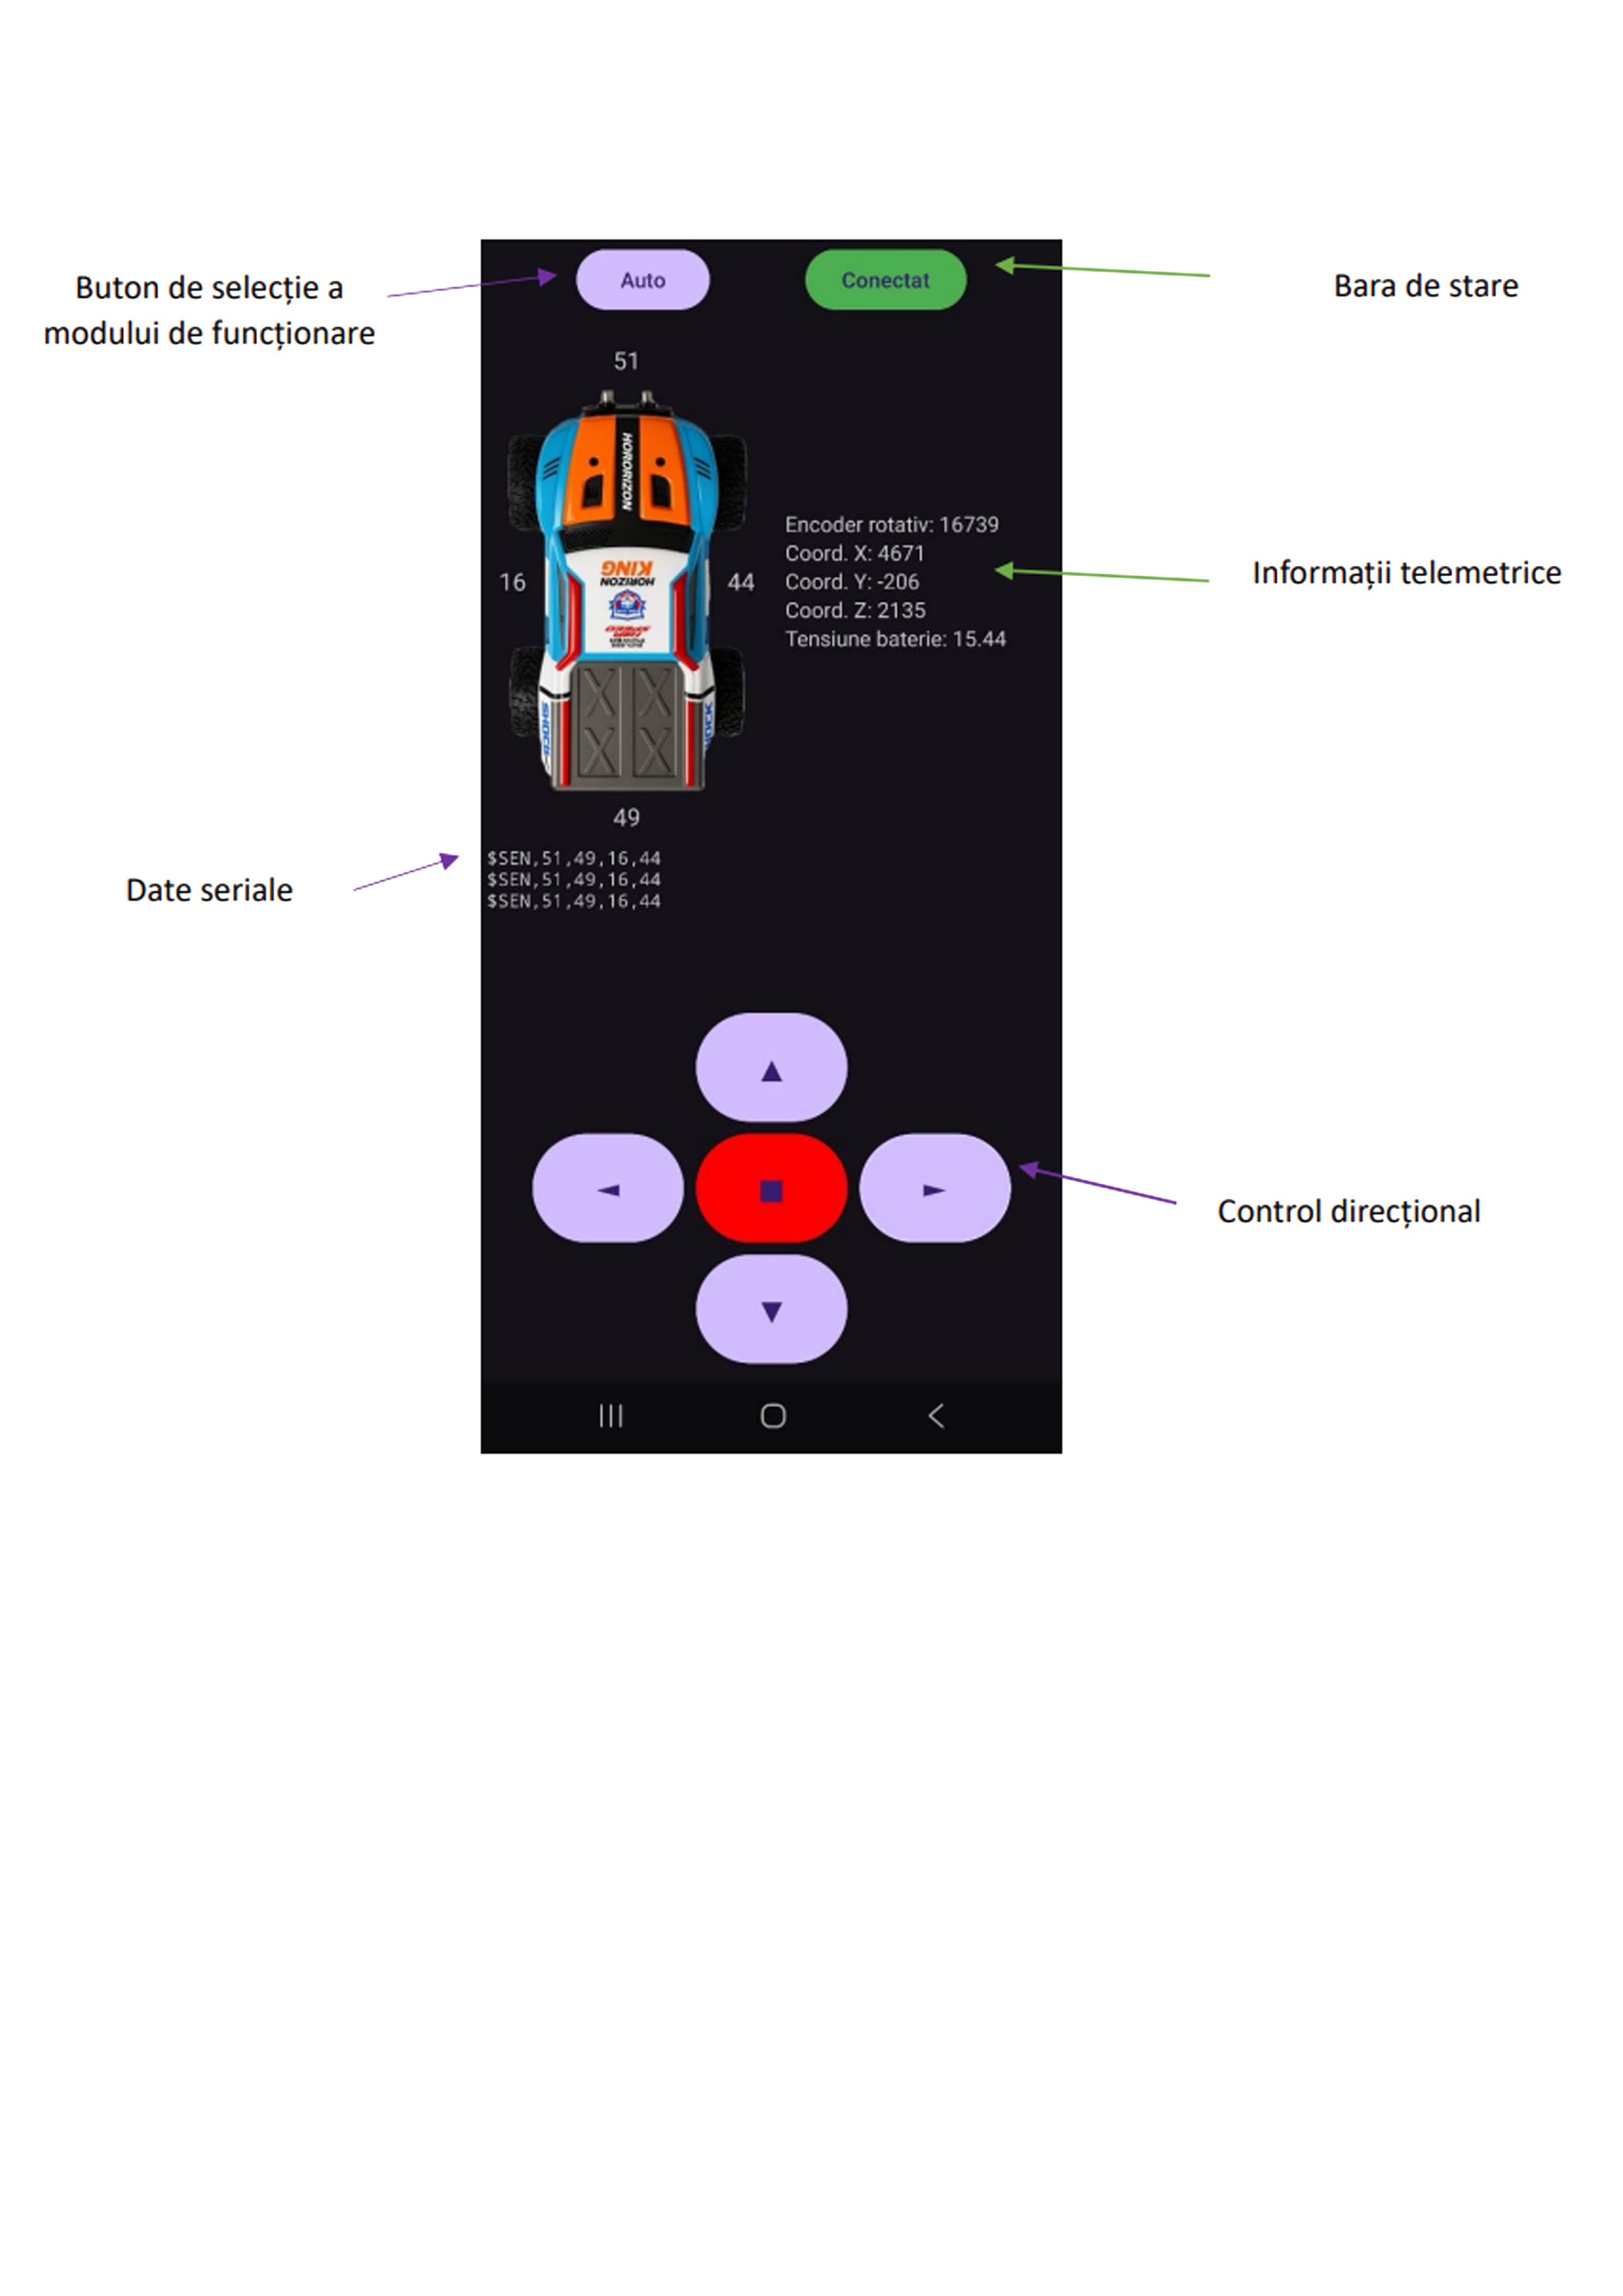 Auto
Conectat
Buton de selecție a
modului de funcționare
Bara de stare
51
HORORIZON
Encoder rotativ: 16739
Coord. X: 4671
Coord. Y: -206
Coord. Z: 2135
Tensiune baterie: 15.44
Informații telemetrice
16
KING
HORIZON
44
49
Date seriale
$SEN,51,49,16,44
$SEN,51,49,16,44
$SEN,51,49,16,44
Control direcțional